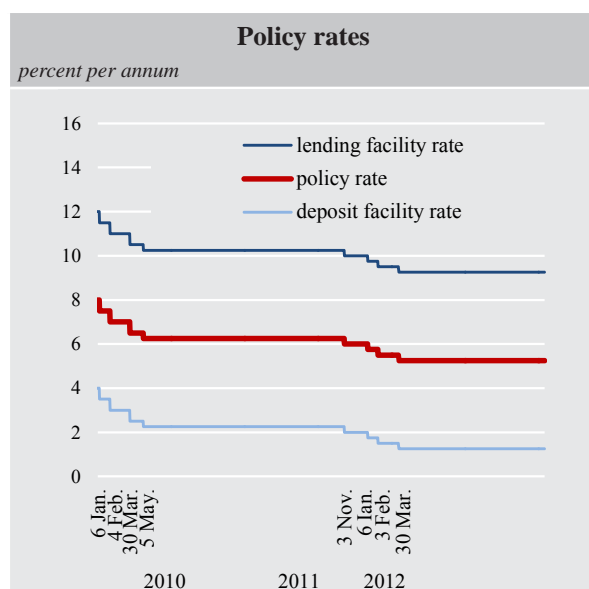 Policy rates
percent per annum
16
14
12
10
8
6
4
2
0
lending facility rate
policy rate
deposit facility rate
6 Jan.
4 Feb.
30 Mar.
5 May.
3 Nov.
6 Jan.
3 Feb.
30 Mar.
2010 2011 2012